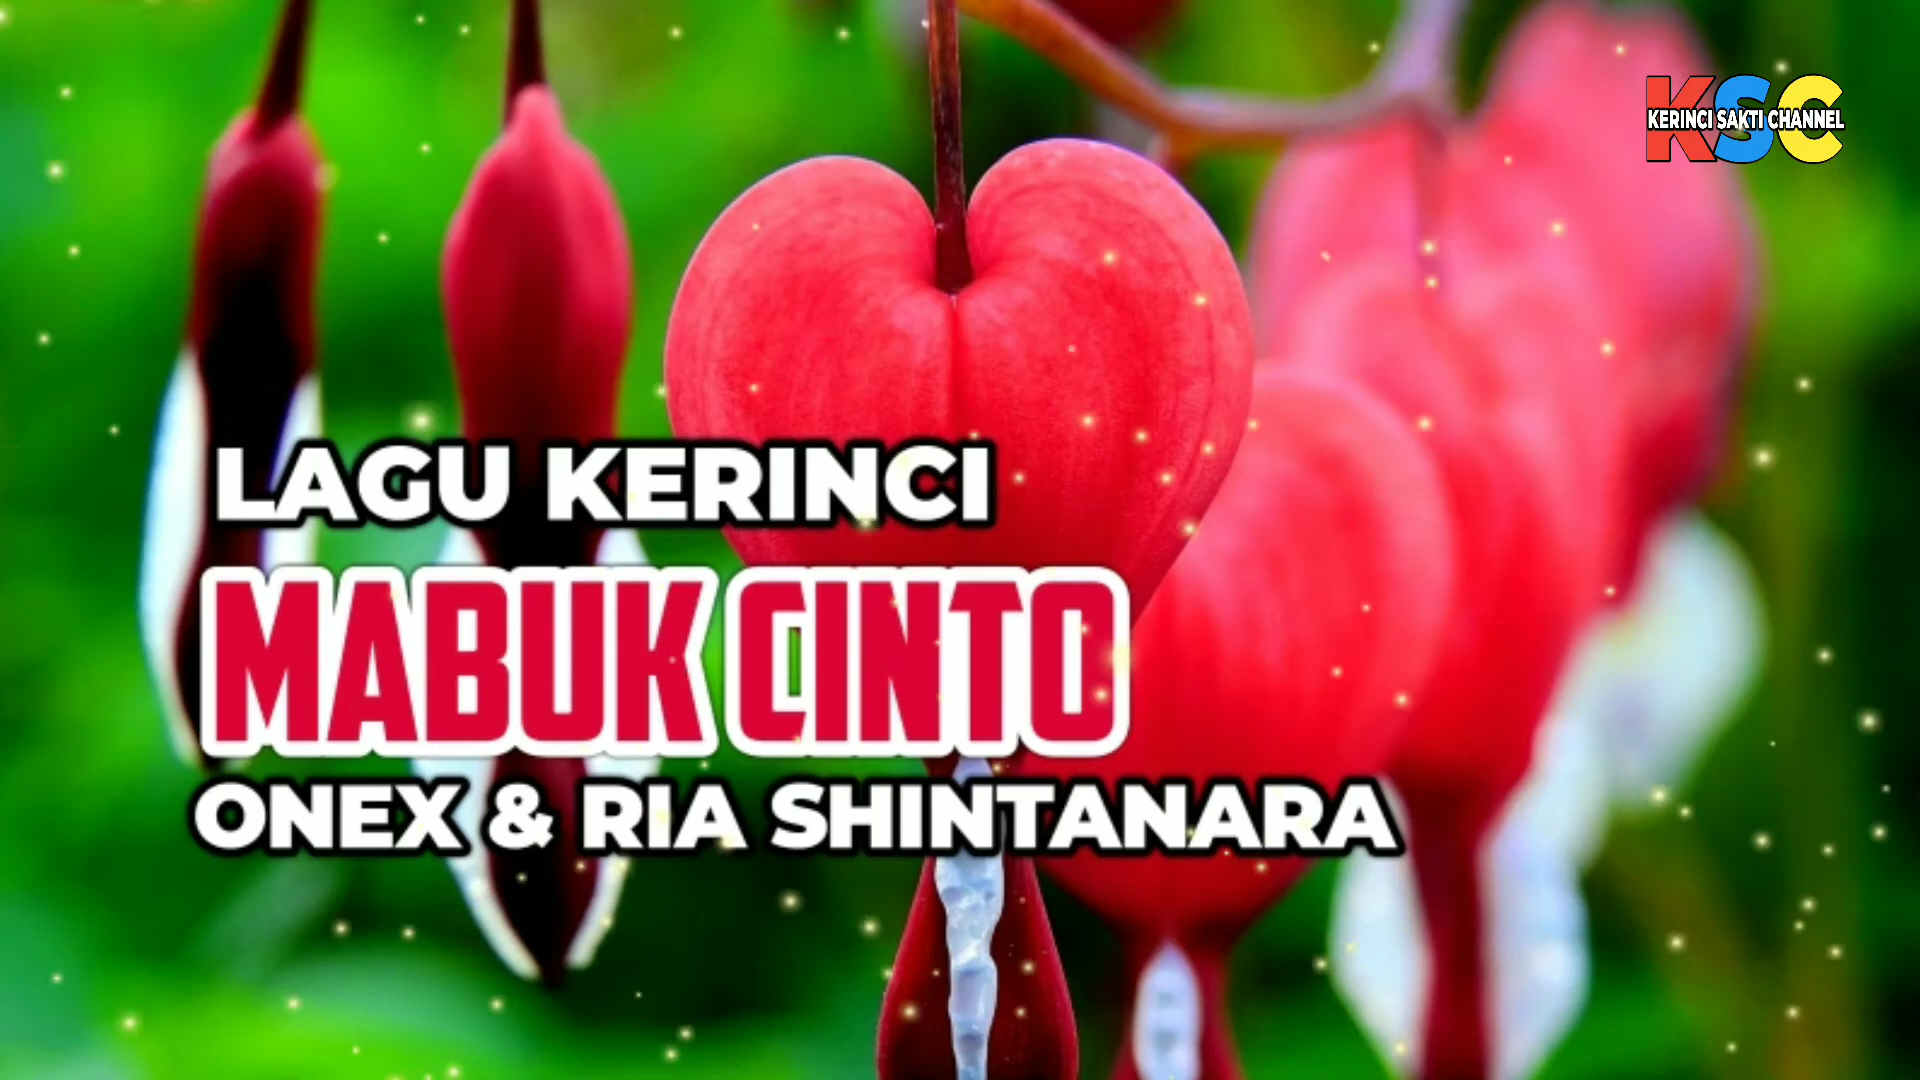 KSC
KERINCI SAKTI CHANNEL
LAGU KERINCI
MABUK CINTO
ONEX & RIA SHINTANARA